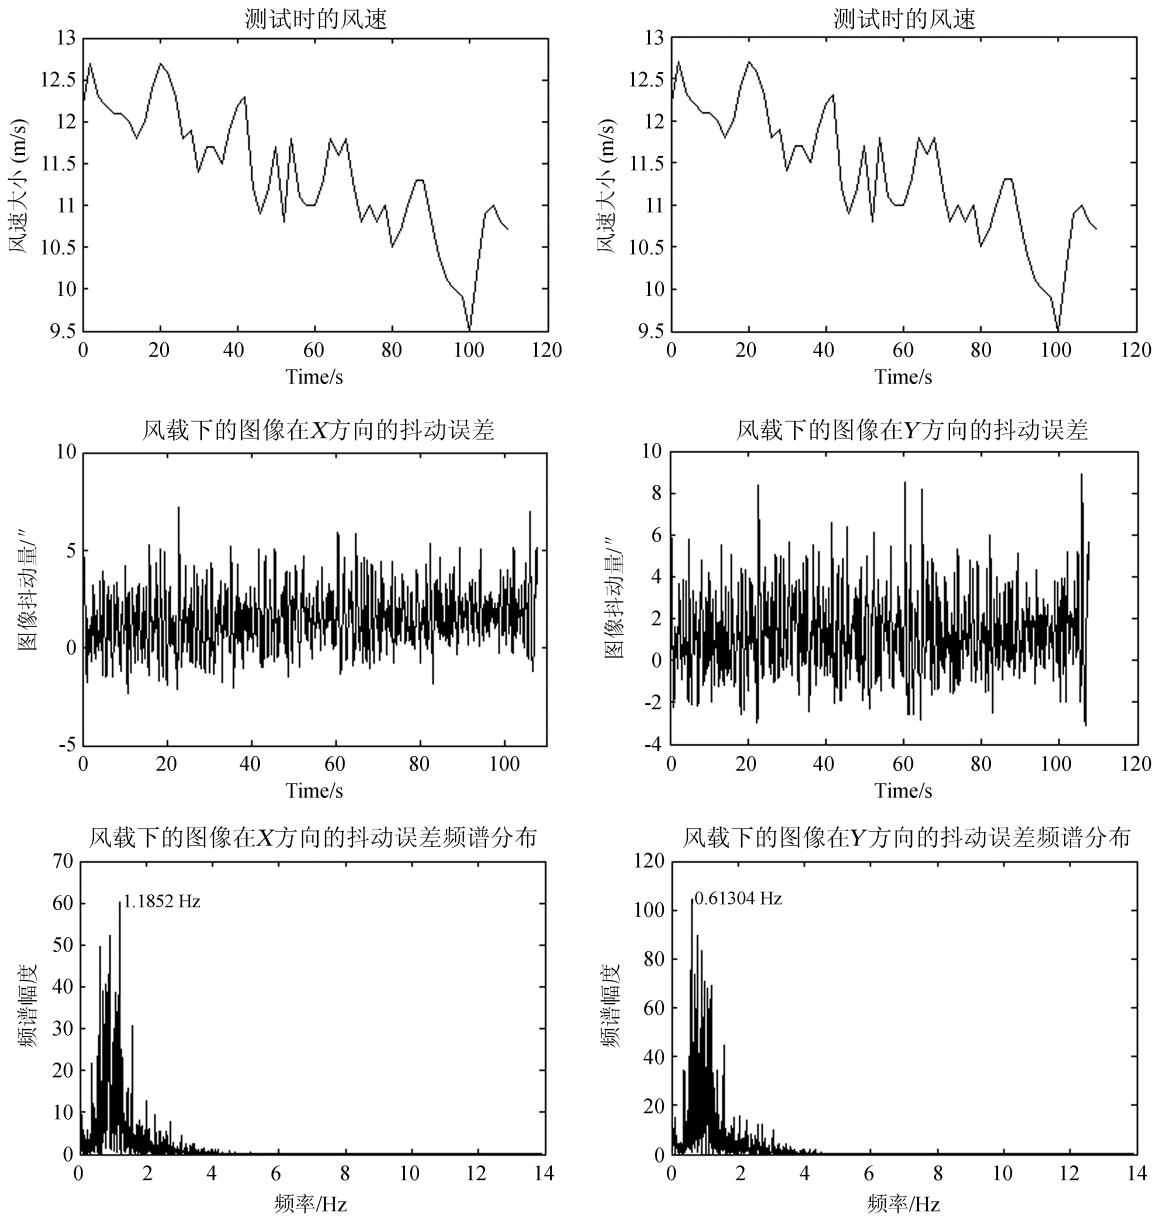 测试时的风速
13
12.5
12
11.5
11
10.5
10
9.5
风速大小 (m/s)
0 20 40 60 80 100 120
Time/s
测试时的风速
13
12.5
12
11.5
11
10.5
10
9.5
风速大小 (m/s)
0 20 40 60 80 100 120
Time/s
风载下的图像在X方向的抖动误差
10
5
0
-5
图像抖动量/″
0 20 40 60 80 100
Time/s
风载下的图像在Y方向的抖动误差
10
8
6
4
2
0
-2
-4
图像抖动量/″
0 20 40 60 80 100 120
Time/s
风载下的图像在X方向的抖动误差频谱分布
70
60
50
40
30
20
10
0
频谱幅度
1.1852 Hz
0 2 4 6 8 10 12 14
频率/Hz
风载下的图像在Y方向的抖动误差频谱分布
120
100
80
60
40
20
0
频谱幅度
0.61304 Hz
0 2 4 6 8 10 12 14
频率/Hz